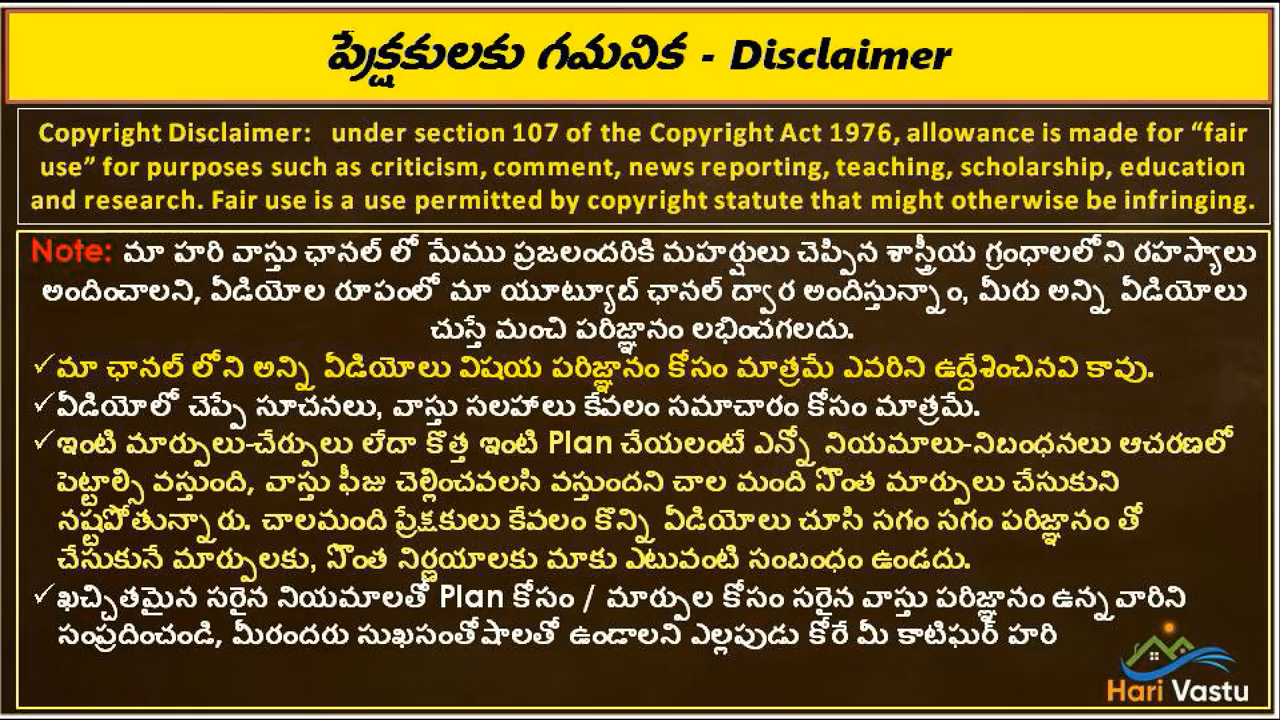 ప్రేక్షకులకు గమనిక - Disclaimer
Copyright Disclaimer: under section 107 of the Copyright Act 1976, allowance is made for “fair
use” for purposes such as criticism, comment, news reporting, teaching, scholarship, education
and research. Fair use is a use permitted by copyright statute that might otherwise be infringing.
Note: మా హరి వాస్తు ఛానల్ లో మేము ప్రజలందరికి మహర్షులు చెప్పిన శాస్త్రీయ గ్రంధాలలోని రహస్యాలు
అందించాలని, వీడియోల రూపంలో మా యూట్యూబ్ ఛానల్ ద్వార అందిస్తున్నాం, మీరు అన్ని వీడియోలు
చుస్తే మంచి పరిజ్ఞానం లభించగలదు.
✓మా ఛానల్ లోని అన్ని వీడియోలు విషయ పరిజ్ఞానం కోసం మాత్రమే ఎవరిని ఉద్దేశించినవి కావు.
✓వీడియోలో చెప్పే సూచనలు, వాస్తు సలహాలు కేవలం సమాచారం కోసం మాత్రమే.
✓ఇంటి మార్పులు-చేర్పులు లేదా కొత్త ఇంటి Plan చేయలంటే ఎన్నో నియమాలు-నిబంధనలు ఆచరణలో
పెట్టాల్సి వస్తుంది, వాస్తు ఫీజు చెల్లించవలసి వస్తుందని చాల మంది సొంత మార్పులు చేసుకుని
నష్టపోతున్నారు. చాలమంది ప్రేక్షకులు కేవలం కొన్ని వీడియోలు చూసి సగం సగం పరిజ్ఞానం తో
చేసుకునే మార్పులకు, సొంత నిర్ణయాలకు మాకు ఎటువంటి సంబంధం ఉండదు.
✓ఖచ్చితమైన సరైన నియమాలతో Plan కోసం / మార్పుల కోసం సరైన వాస్తు పరిజ్ఞానం ఉన్నవారిని
సంప్రదించండి, మీరందరు సుఖసంతోషాలతో ఉండాలని ఎల్లపుడు కోరే మీ కాటిఘర్ హరి
Hari Vastu